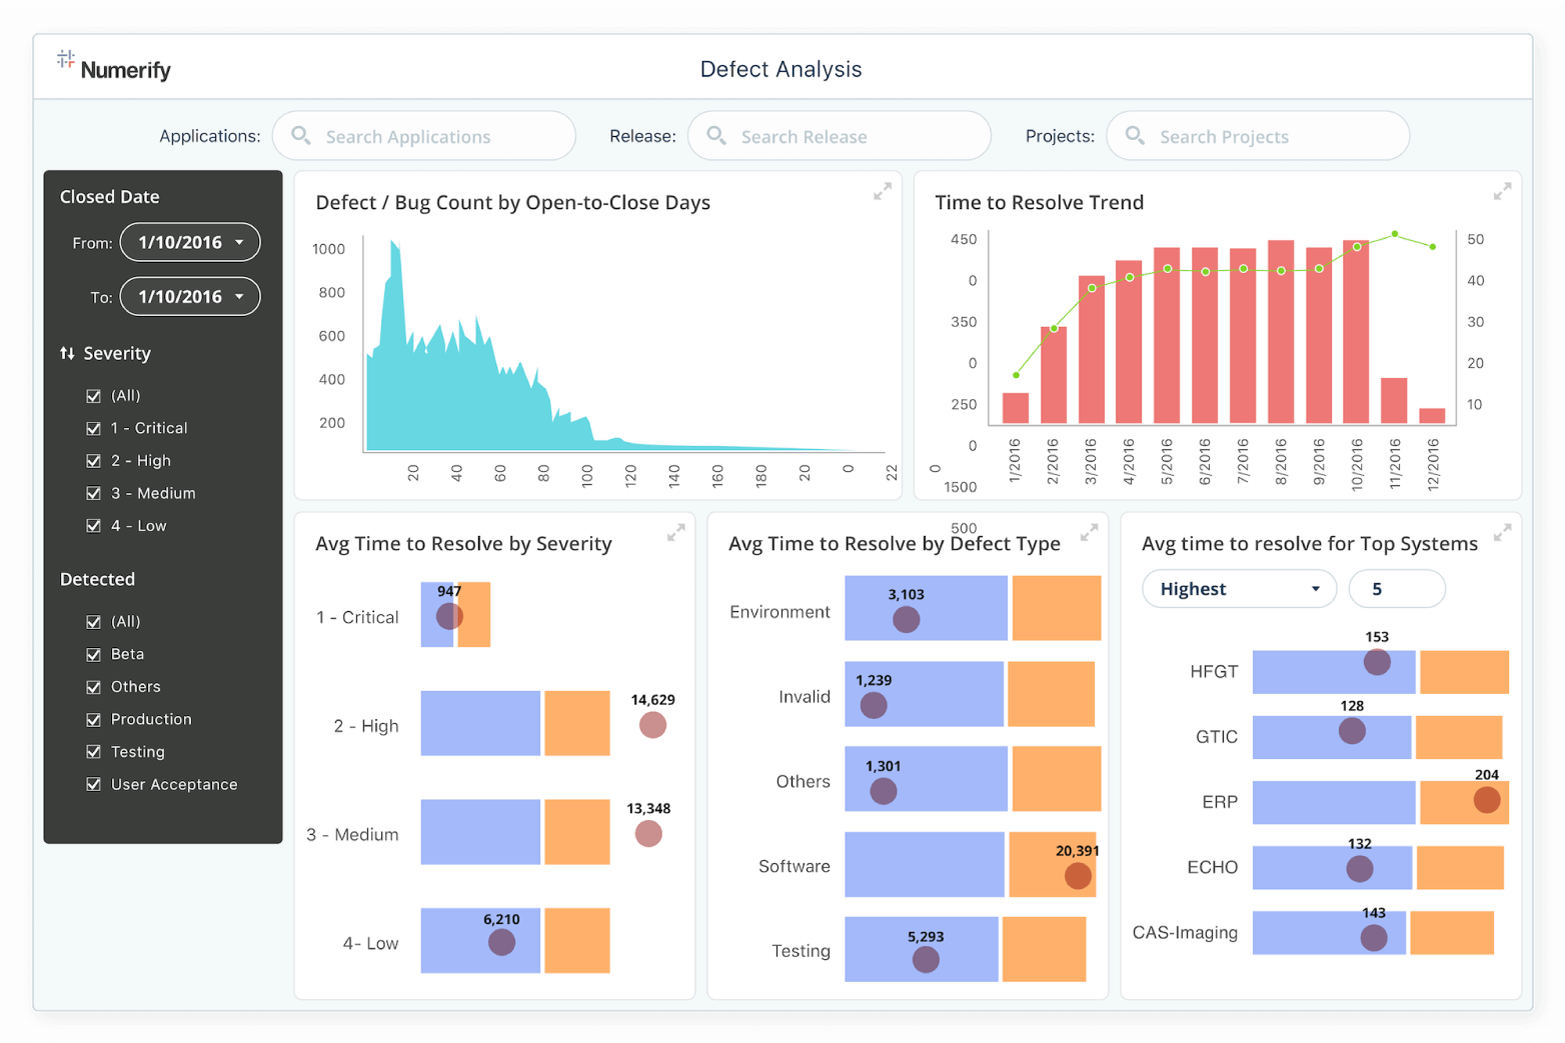 Numerify
Defect Analysis
Applications: Search Applications
Release: Search Release
Projects: Search Projects
Closed Date
From: 1/10/2016
To: 1/10/2016
Severity
(All)
1 - Critical
2 - High
3 - Medium
4 - Low
Detected
(All)
Beta
Others
Production
Testing
User Acceptance
Defect / Bug Count by Open-to-Close Days
1000
800
600
400
200
20 40 60 80 100 120 140 160 180 20 0 22 0
Time to Resolve Trend
450
0
350
0
250
0
1500
500
50
40
30
20
10
1/2016 2/2016 3/2016 4/2016 5/2016 6/2016 7/2016 8/2016 9/2016 10/2016 11/2016 12/2016
Avg Time to Resolve by Severity
947
1 - Critical
14,629
2 - High
13,348
3 - Medium
6,210
4- Low
Avg Time to Resolve by Defect Type
3,103
Environment
1,239
Invalid
1,301
Others
20,391
Software
5,293
Testing
Avg time to resolve for Top Systems
Highest 5
153
HFGT
128
GTIC
204
ERP
132
ECHO
143
CAS-Imaging